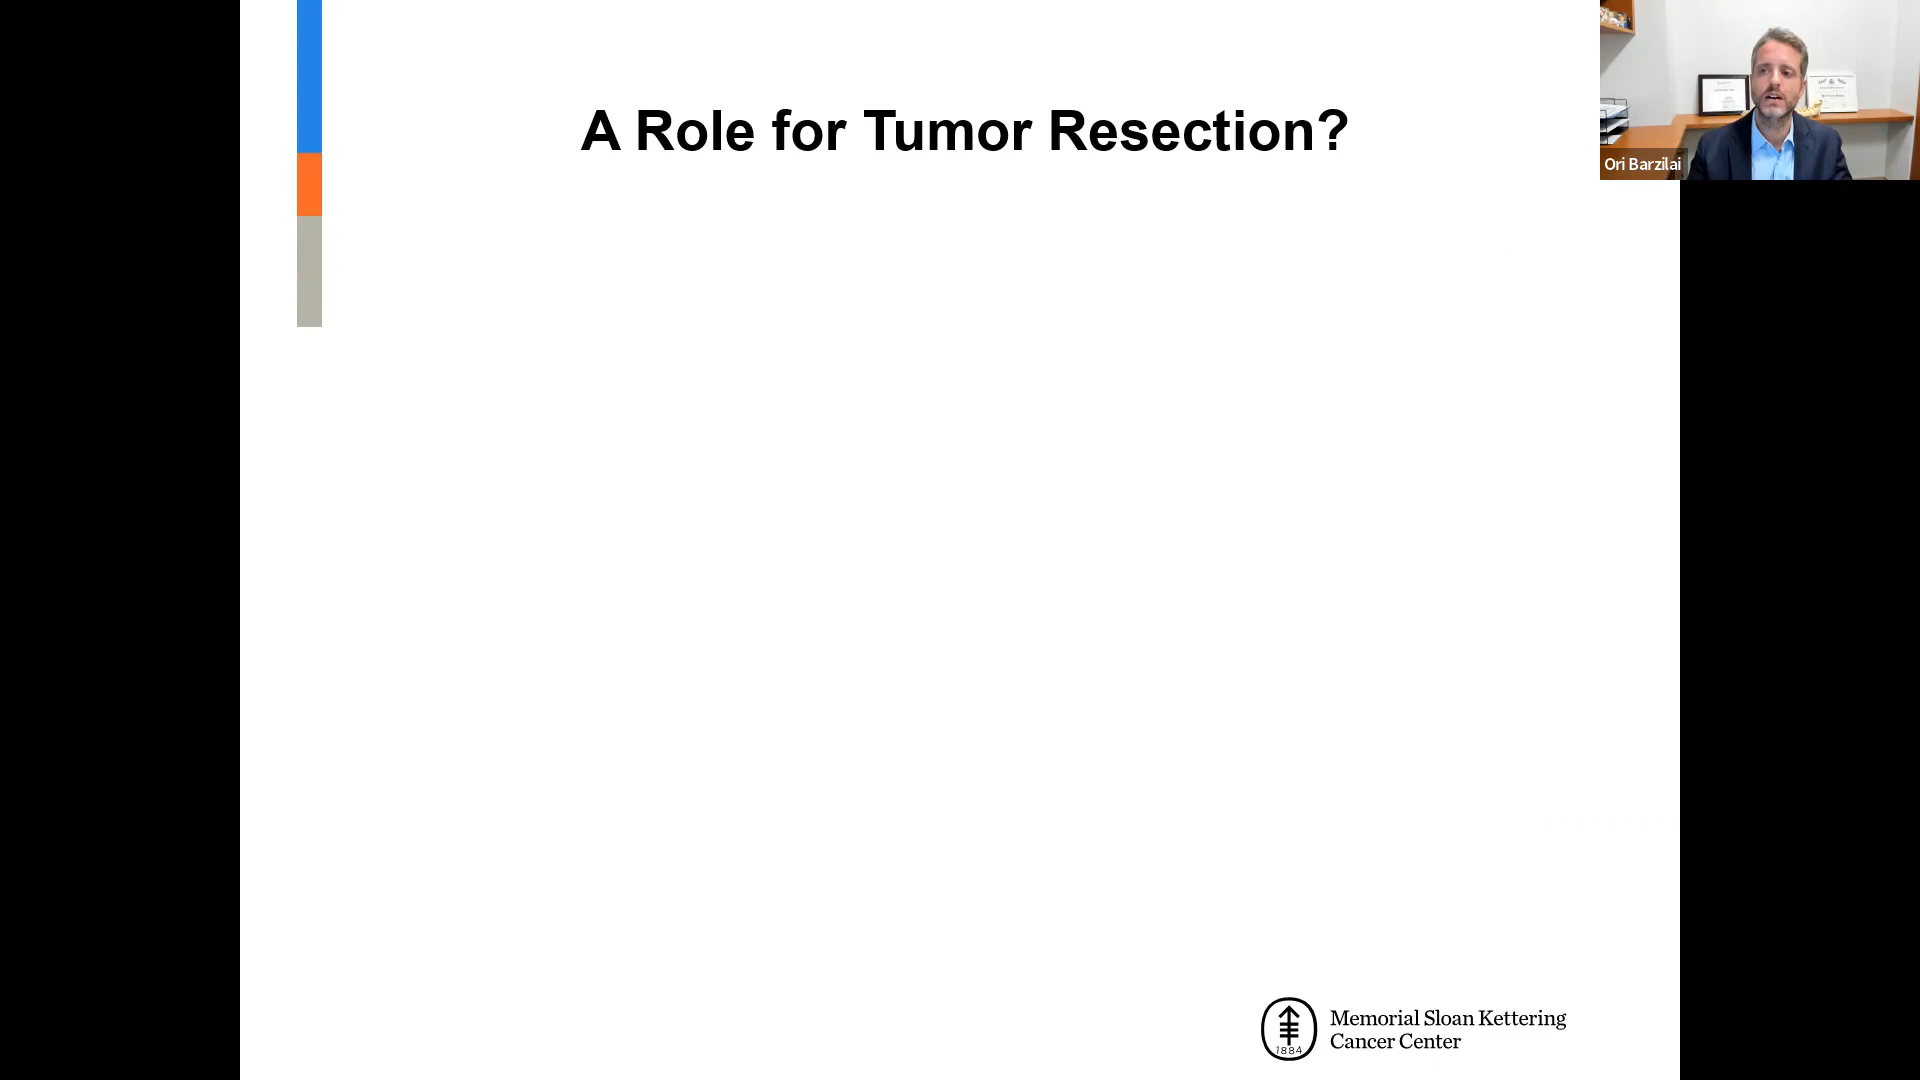 A Role for Tumor Resection?
Ori Barzilai
1884
Memorial Sloan Kettering
Cancer Center